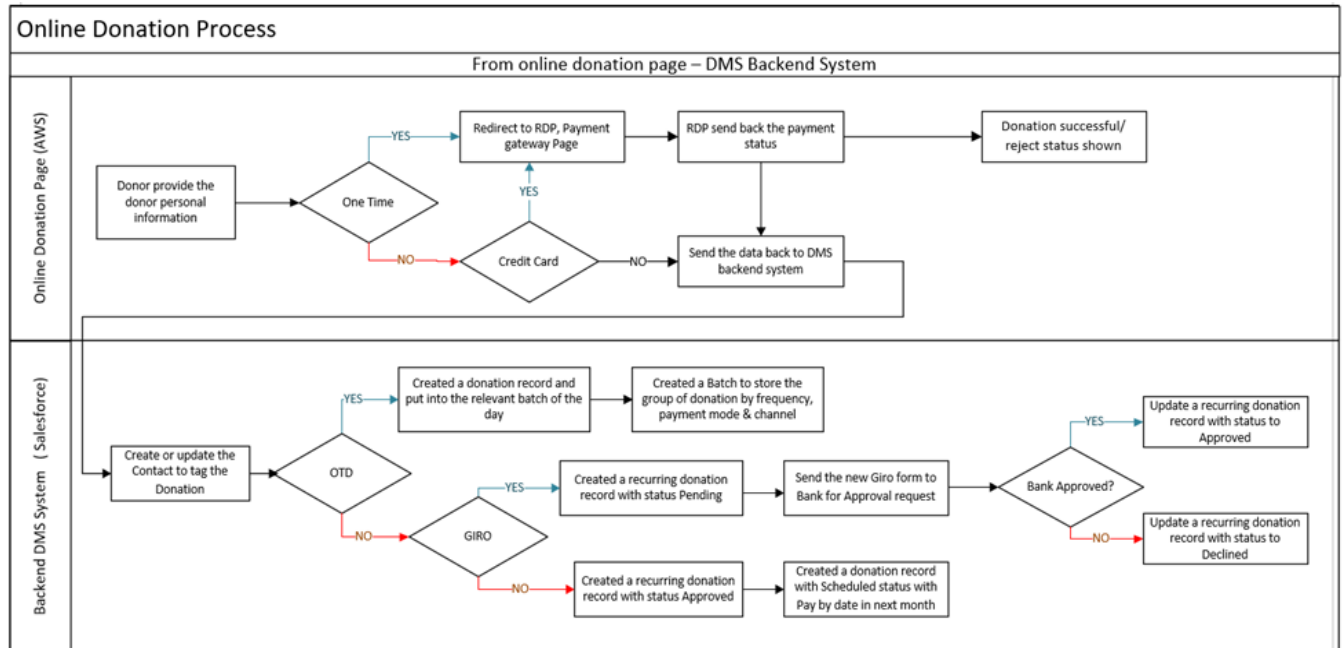 Online Donation Process
From online donation page – DMS Backend System
Online Donation Page (AWS)
Donor provide the
donor personal
information
One Time
YES
NO
Redirect to RDP, Payment
gateway Page
YES
Credit Card
NO
RDP send back the payment
status
Send the data back to DMS
backend system
Donation successful/
reject status shown
Backend DMS System ( Salesforce)
Create or update the
Contact to tag the
Donation
OTD
YES
NO
Created a donation record and
put into the relevant batch of the
day
Created a Batch to store the
group of donation by frequency,
payment mode & channel
GIRO
YES
NO
Created a recurring donation
record with status Pending
Send the new Giro form to
Bank for Approval request
Bank Approved?
YES
NO
Update a recurring donation
record with status to
Approved
Update a recurring donation
record with status to
Declined
Created a recurring donation
record with status Approved
Created a donation record
with Scheduled status with
Pay by date in next month